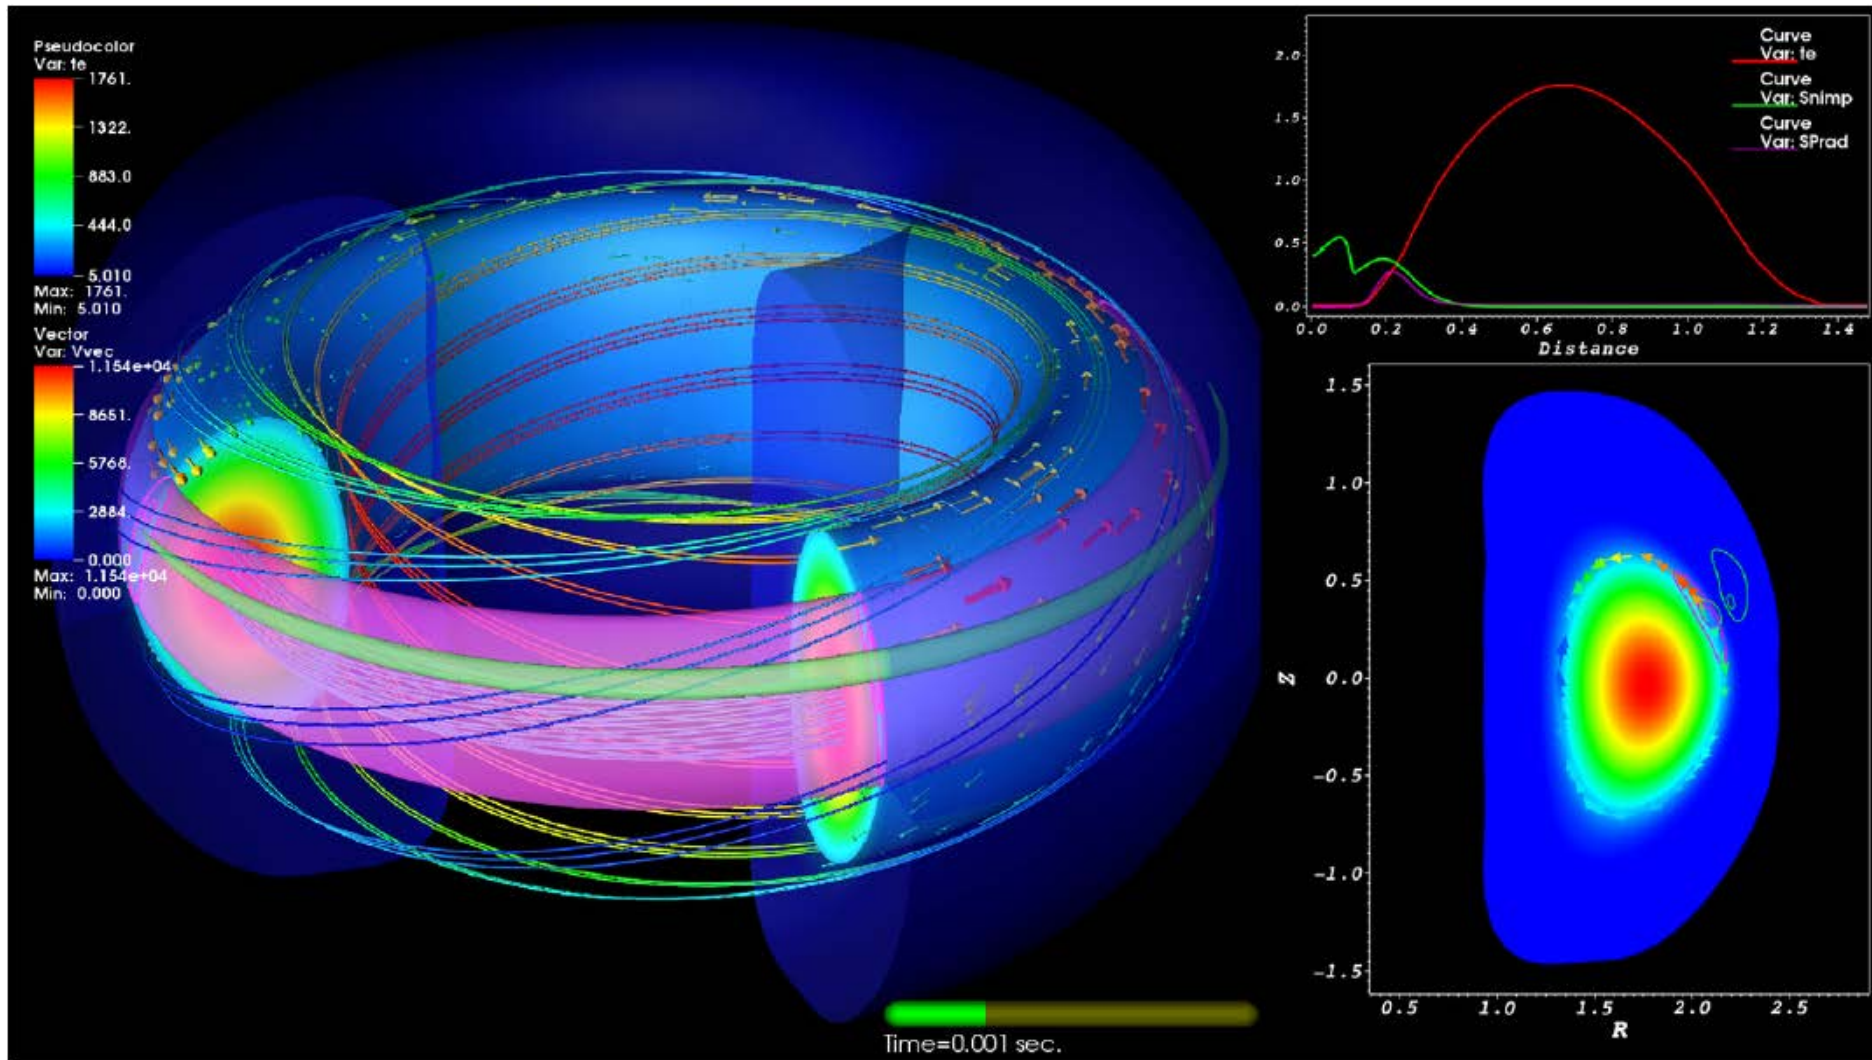 Pseudocolor
Var: te
1761.
1322.
883.0
444.0
5.010
Max: 1761.
Min: 5.010
Vector
Var: Vvec
1.154e+04
8651.
5768.
2884.
0.000
Max: 1.154e+04
Min: 0.000
Time=0.001 sec.
Curve
Var: te
Curve
Var: Snimp
Curve
Var: SPrad
2.0
1.5
1.0
0.5
0.0
0.0 0.2 0.4 0.6 0.8 1.0 1.2 1.4
Distance
1.5
1.0
0.5
0.0
Z
-0.5
-1.0
-1.5
0.5 1.0 1.5 2.0 2.5
R